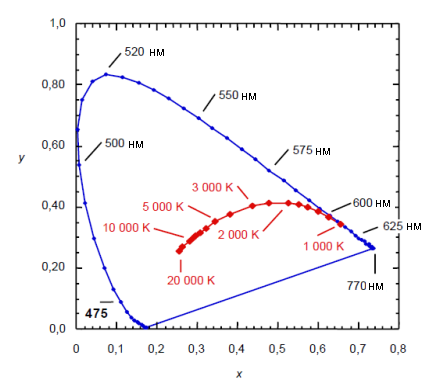 1,0
520 нм
0,80
550 нм
0,60
500 нм
575 нм
y
3 000 K
600 нм
0,40
5 000 K
625 нм
10 000 K
2 000 K
1 000 K
0,20
20 000 K
770 нм
475
0,0
0 0,1 0,2 0,3 0,4 0,5 0,6 0,7 0,8
x